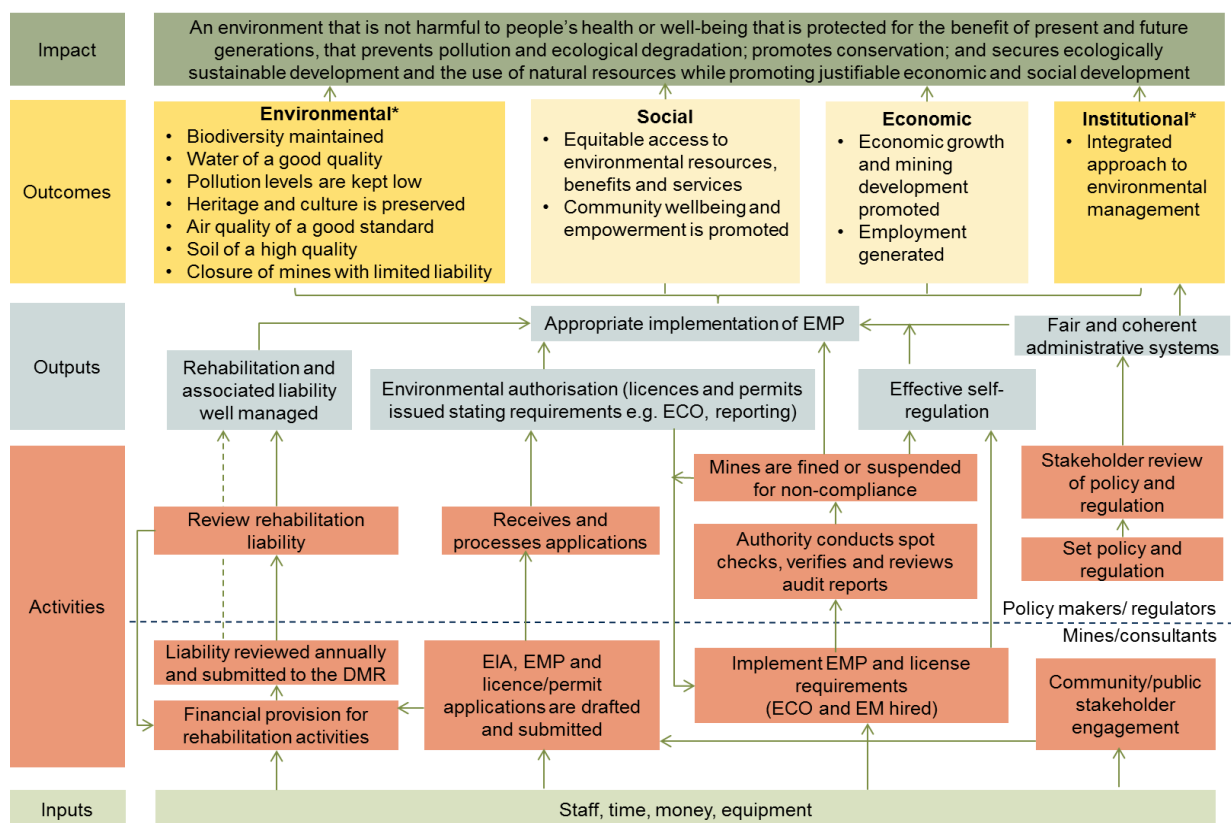 Impact
An environment that is not harmful to people’s health or well-being that is protected for the benefit of present and future
generations, that prevents pollution and ecological degradation; promotes conservation; and secures ecologically
sustainable development and the use of natural resources while promoting justifiable economic and social development
Outcomes
Environmental*
• Biodiversity maintained
• Water of a good quality
• Pollution levels are kept low
• Heritage and culture is preserved
• Air quality of a good standard
• Soil of a high quality
• Closure of mines with limited liability
Social
• Equitable access to
environmental resources,
benefits and services
• Community wellbeing and
empowerment is promoted
Economic
• Economic growth
and mining
development
promoted
• Employment
generated
Institutional*
• Integrated
approach to
environmental
management
Outputs
Appropriate implementation of EMP
Fair and coherent
administrative systems
Rehabilitation and
associated liability
well managed
Environmental authorisation (licences and permits
issued stating requirements e.g. ECO, reporting)
Effective self-
regulation
Activities
Mines are fined or suspended
for non-compliance
Stakeholder review
of policy and
regulation
Review rehabilitation
liability
Receives and
processes applications
Authority conducts spot
checks, verifies and reviews
audit reports
Set policy and
regulation
Policy makers/ regulators
Mines/consultants
Liability reviewed annually
and submitted to the DMR
Financial provision for
rehabilitation activities
EIA, EMP and
licence/permit
applications are drafted
and submitted
Implement EMP and license
requirements
(ECO and EM hired)
Community/public
stakeholder
engagement
Inputs
Staff, time, money, equipment